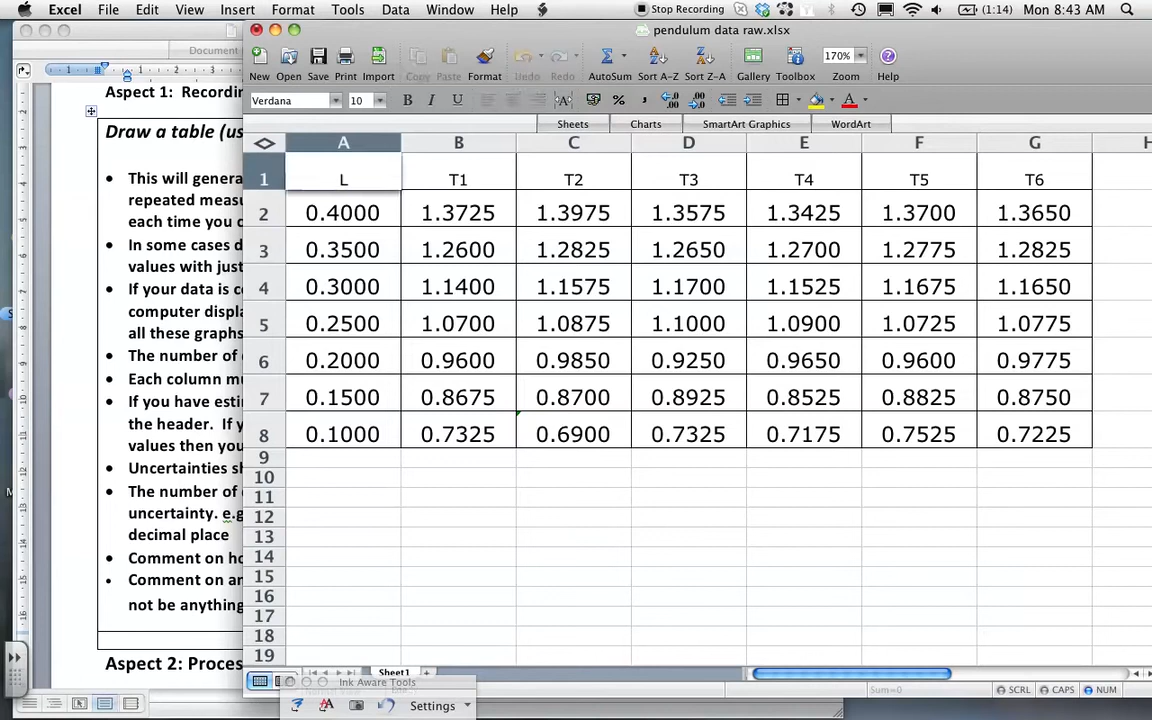 Excel File Edit View Insert Format Tools Data Window Help Stop Recording (1:14) Mon 8:43 AM
pendulum data raw.xlsx
Document
New Open Save Print Import Copy Paste Format Undo Redo AutoSum Sort A-Z Sort Z-A Gallery Toolbox 170% Zoom Help
Verdana 10 B I U
Sheets Charts SmartArt Graphics WordArt
A B C D E F G H
1 L T1 T2 T3 T4 T5 T6
2 0.4000 1.3725 1.3975 1.3575 1.3425 1.3700 1.3650
3 0.3500 1.2600 1.2825 1.2650 1.2700 1.2775 1.2825
4 0.3000 1.1400 1.1575 1.1700 1.1525 1.1675 1.1650
5 0.2500 1.0700 1.0875 1.1000 1.0900 1.0725 1.0775
6 0.2000 0.9600 0.9850 0.9250 0.9650 0.9600 0.9775
7 0.1500 0.8675 0.8700 0.8925 0.8525 0.8825 0.8750
8 0.1000 0.7325 0.6900 0.7325 0.7175 0.7525 0.7225
9
10
11
12
13
14
15
16
17
18
19
Sheet1
Sum=0 SCRL CAPS NUM
Ink Aware Tools
Settings
Aspect 1: Recordin
Draw a table (us
• This will genera
repeated measu
each time you c
• In some cases d
values with just
• If your data is c
computer displa
all these graphs
• The number of
• Each column mu
• If you have estin
the header. If y
values then you
• Uncertainties sh
• The number of
uncertainty. e.g
decimal place
• Comment on ho
• Comment on an
not be anything
Aspect 2: Proces